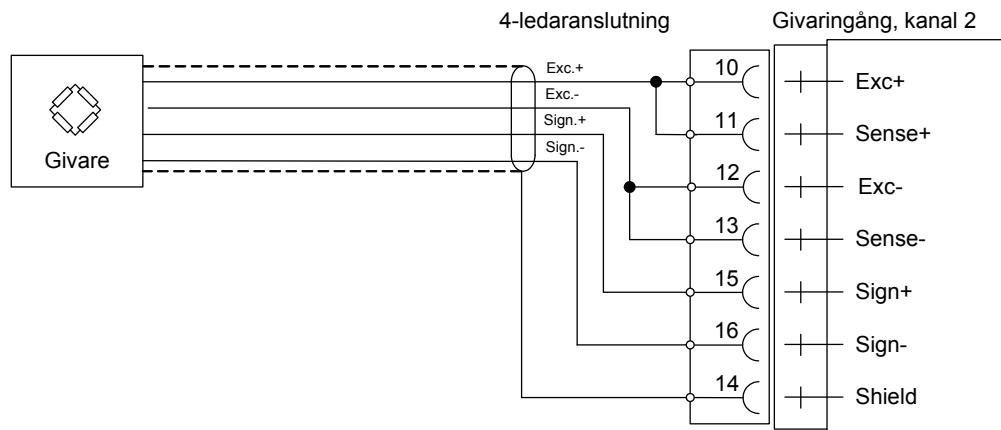 4-ledaranslutning
Givaringång, kanal 2
Exc.+
Exc.-
Sign.+
Sign.-
Givare
10
Exc+
11
Sense+
12
Exc-
13
Sense-
15
Sign+
16
Sign-
14
Shield